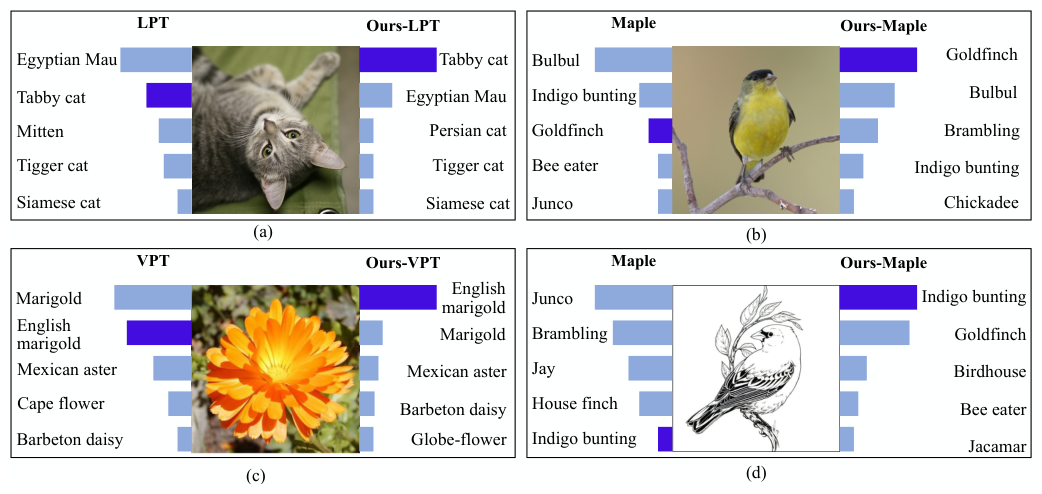 LPT
Ours-LPT
Egyptian Mau
Tabby cat
Mitten
Tigger cat
Siamese cat
Tabby cat
Egyptian Mau
Persian cat
Tigger cat
Siamese cat
(a)
Maple
Ours-Maple
Bulbul
Indigo bunting
Goldfinch
Bee eater
Junco
Goldfinch
Bulbul
Brambling
Indigo bunting
Chickadee
(b)
VPT
Ours-VPT
Marigold
English
marigold
Mexican aster
Cape flower
Barbeton daisy
English
marigold
Marigold
Mexican aster
Barbeton daisy
Globe-flower
(c)
Maple
Ours-Maple
Junco
Brambling
Jay
House finch
Indigo bunting
Indigo bunting
Goldfinch
Birdhouse
Bee eater
Jacamar
(d)